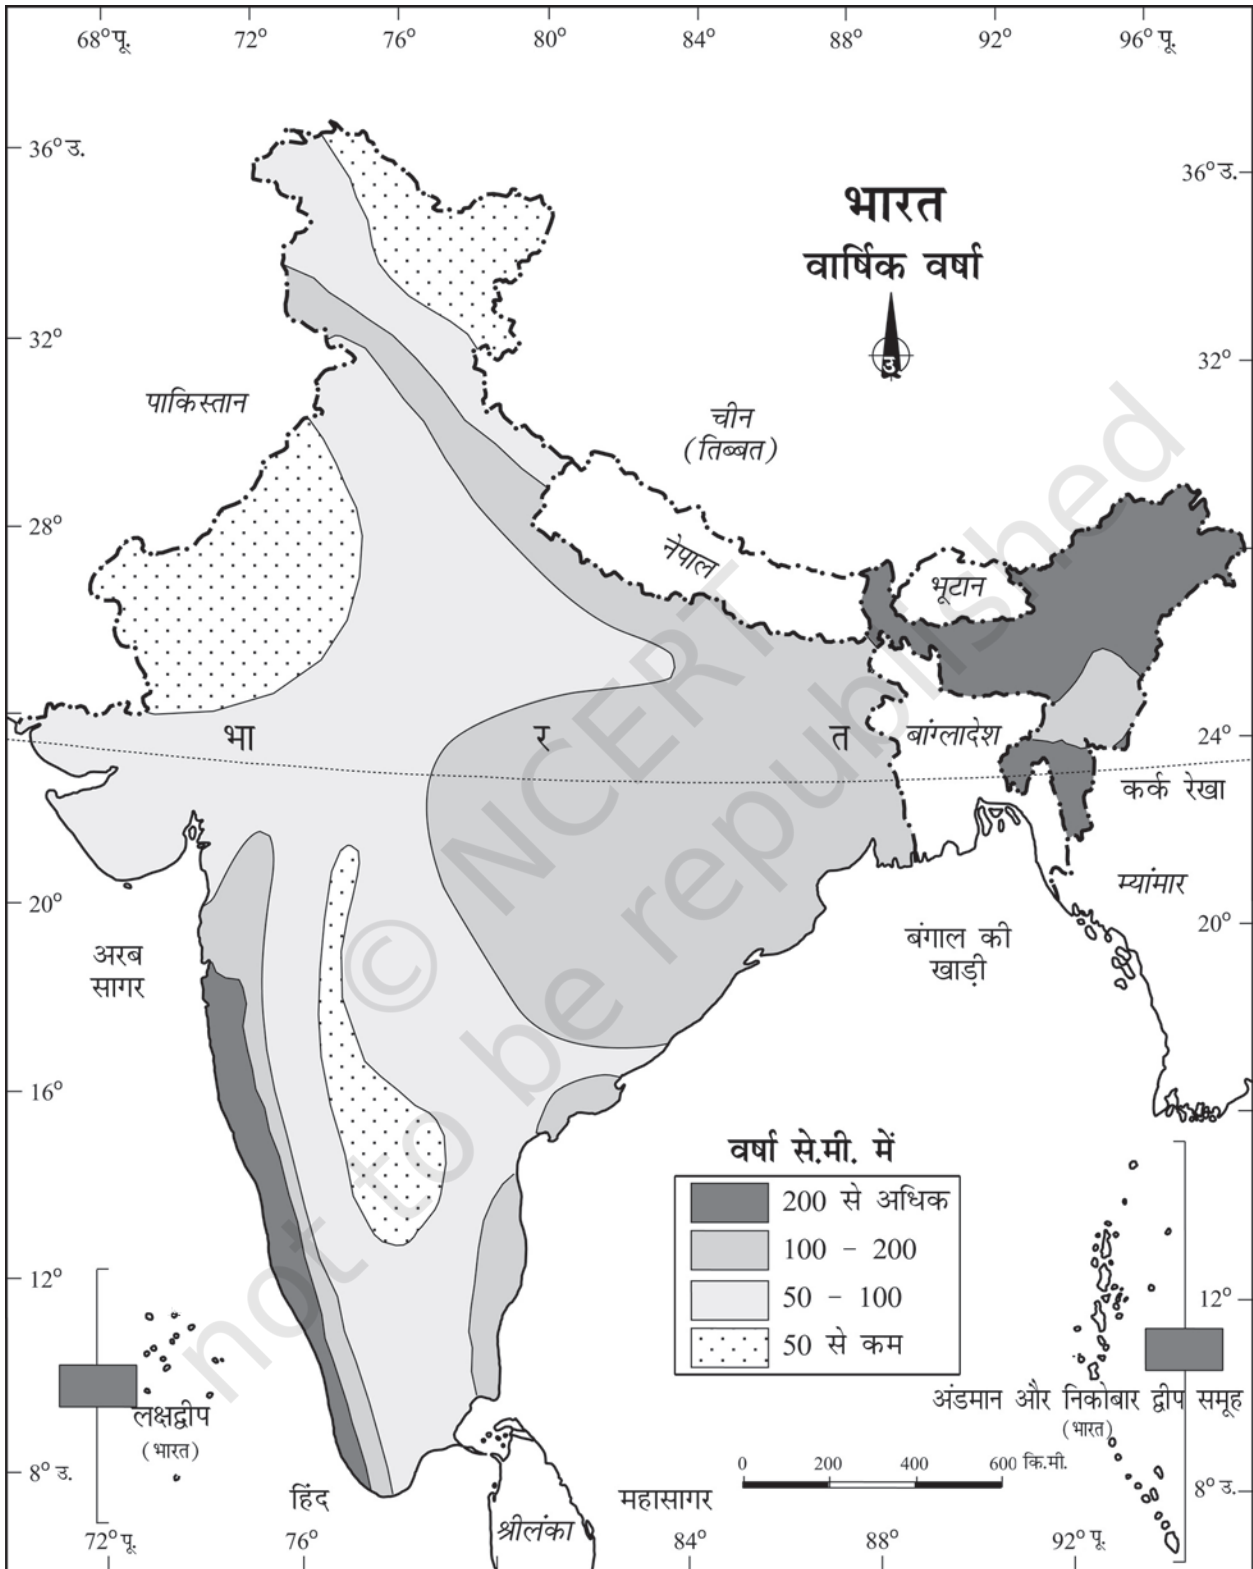 68° पू. 72° 76° 80° 84° 88° 92° 96° पू.
36° उ.
36° उ.
भारत
वार्षिक वर्षा
उ
32°
32°
पाकिस्तान
चीन
(तिब्बत)
28°
नेपाल
भूटान
भा र त
बांग्लादेश
24°
कर्क रेखा
म्यांमार
20°
20°
अरब
सागर
बंगाल की
खाड़ी
16°
वर्षा से.मी. में
200 से अधिक
100 – 200
50 – 100
50 से कम
12°
12°
लक्षद्वीप
(भारत)
अंडमान और निकोबार द्वीप समूह
(भारत)
0 200 400 600 कि.मी.
8° उ.
8° उ.
हिंद महासागर
श्रीलंका
72° पू. 76° 84° 88° 92° पू.
© NCERT
not to be republished